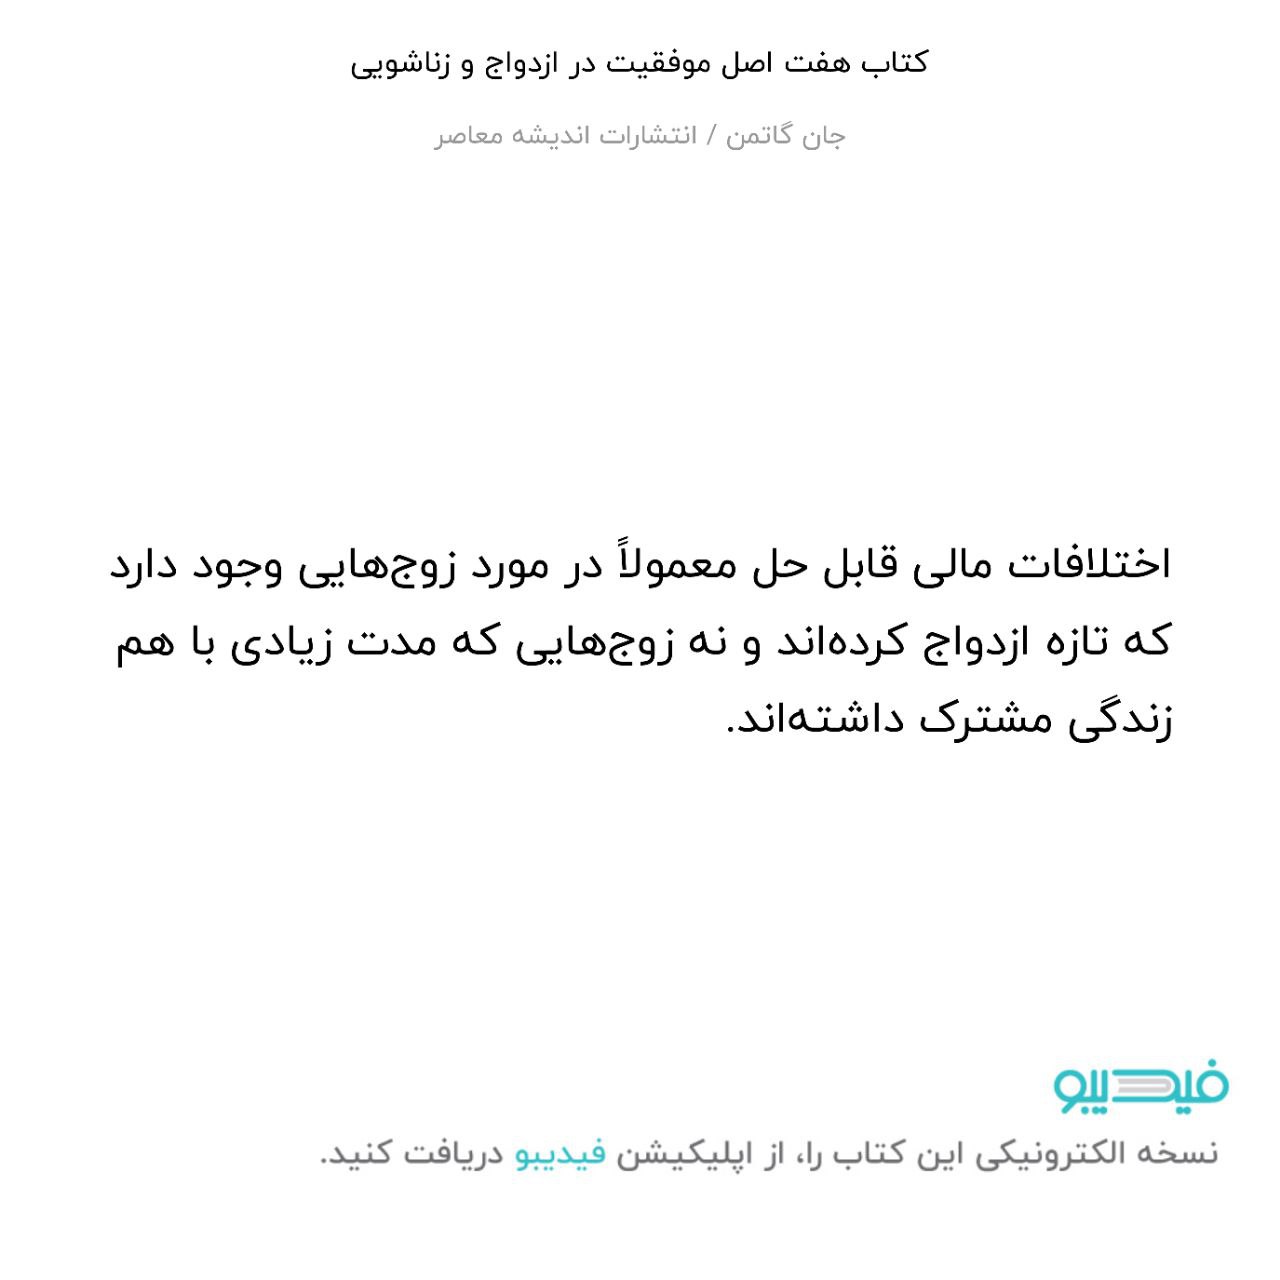 کتاب هفت اصل موفقیت در ازدواج و زناشویی
جان گاتمن / انتشارات اندیشه معاصر
اختلافات مالی قابل حل معمولاً در مورد زوج‌هایی وجود دارد
که تازه ازدواج کرده‌اند و نه زوج‌هایی که مدت زیادی با هم
زندگی مشترک داشته‌اند.
فیدیبو
نسخه الکترونیکی این کتاب را، از اپلیکیشن فیدیبو دریافت کنید.